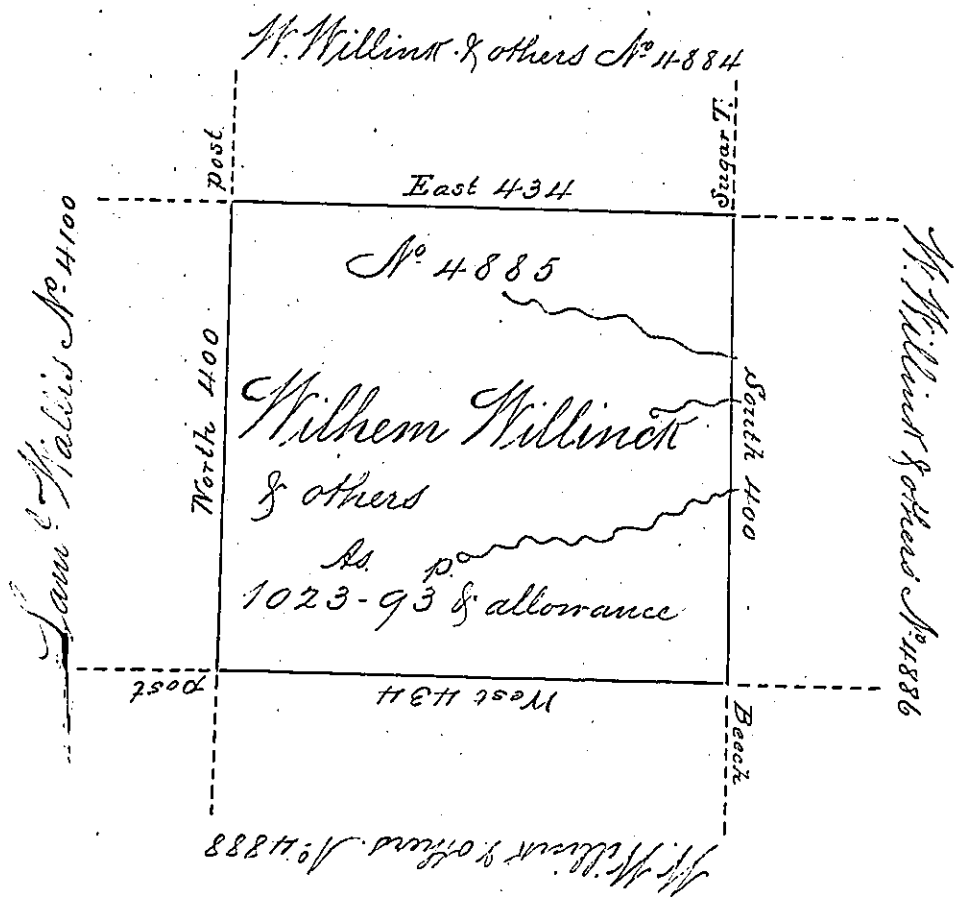 W. Willink & others No 4884
post
Sugar T.
East 434
Sam l Wallis No 4100
No 4885
North 400
Wilhem Willinck
South 400
& others
As. p.
1023-93 & allowance
W. Willink & others No 4886
post
West 434
Beech
W. Willink & others. No 4888